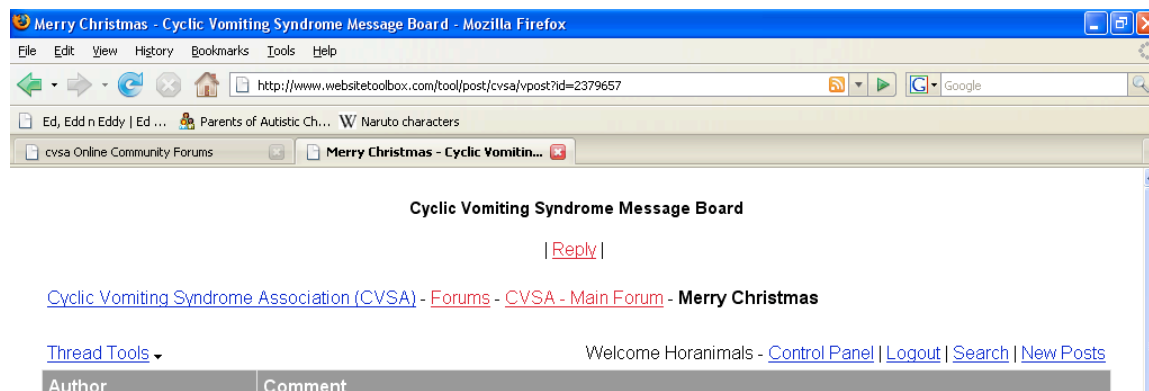 Merry Christmas - Cyclic Vomiting Syndrome Message Board - Mozilla Firefox
File Edit View History Bookmarks Tools Help
http://www.websitetoolbox.com/tool/post/cvsa/vpost?id=2379657 G Google
Ed, Edd n Eddy | Ed ... Parents of Autistic Ch... W Naruto characters
cvsa Online Community Forums Merry Christmas - Cyclic Vomitin...
Cyclic Vomiting Syndrome Message Board
| Reply |
Cyclic Vomiting Syndrome Association (CVSA) - Forums - CVSA - Main Forum - Merry Christmas
Thread Tools Welcome Horanimals - Control Panel | Logout | Search | New Posts
Author Comment